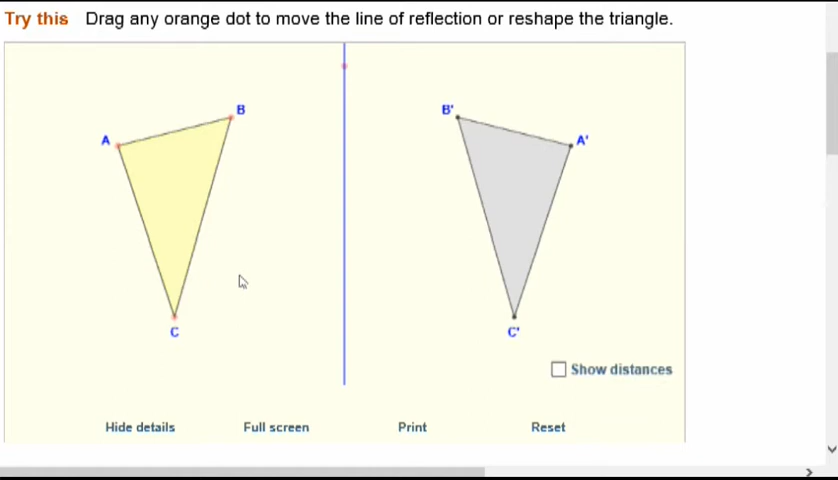 Try this Drag any orange dot to move the line of reflection or reshape the triangle.
B B'
A A'
C C'
Show distances
Hide details Full screen Print Reset